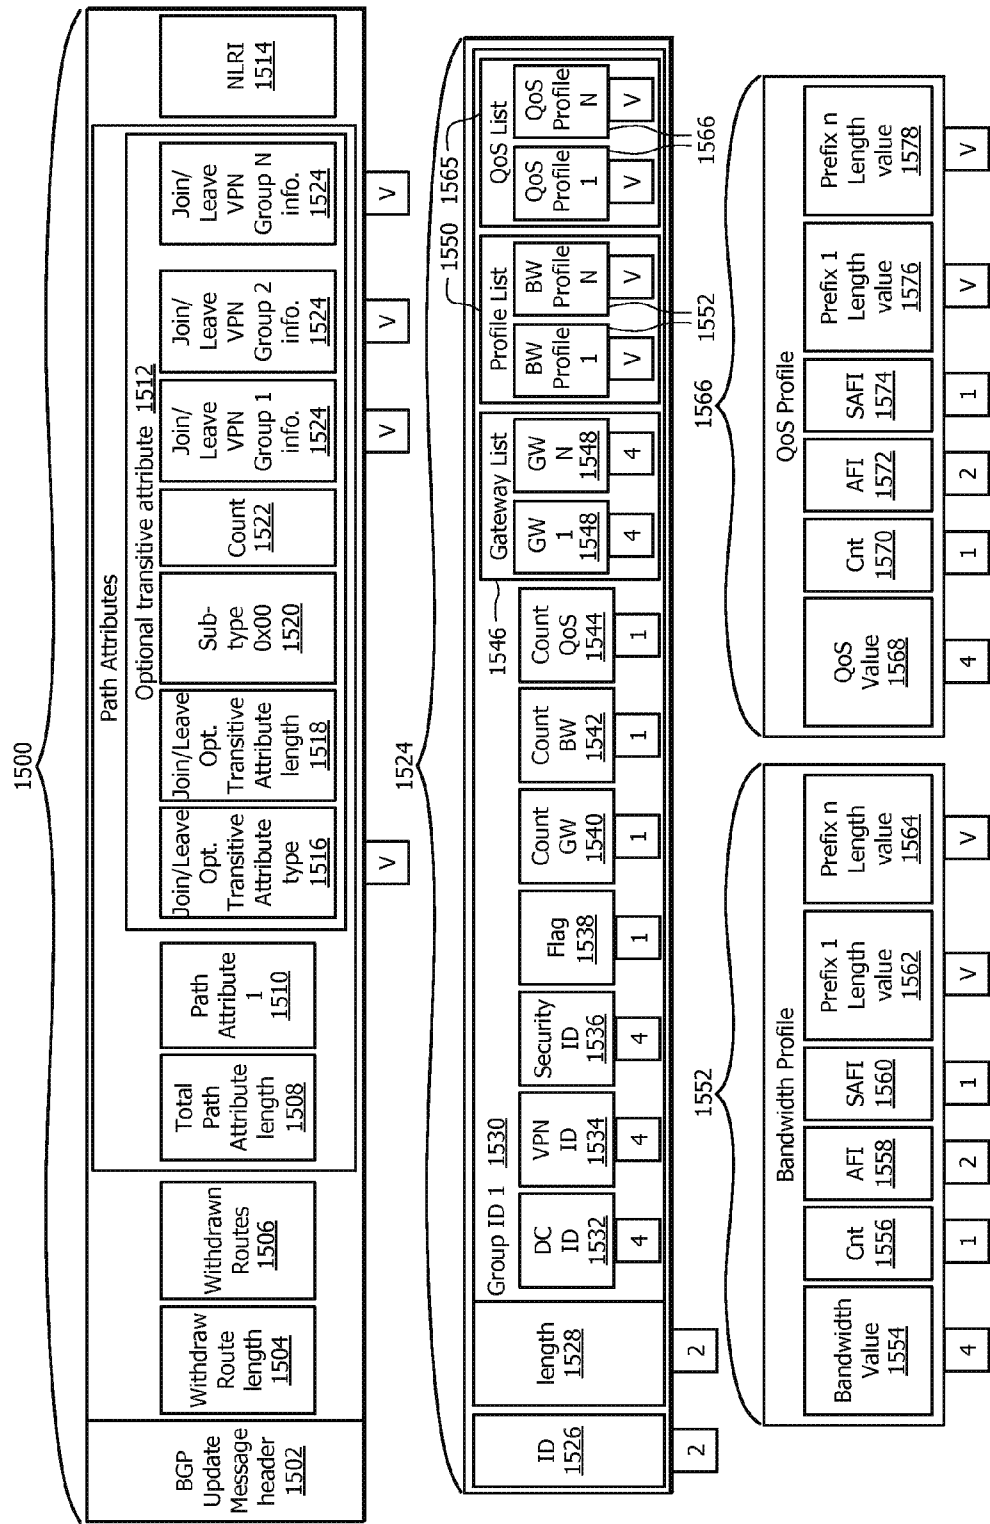 1500
BGP
Update
Message
header
1502
Withdraw
Route
length
1504
Withdrawn
Routes
1506
Path Attributes
Total
Path
Attribute
length
1508
Path
Attribute
1
1510
Optional transitive attribute 1512
Join/Leave
Opt.
Transitive
Attribute
type
1516
V
Join/Leave
Opt.
Transitive
Attribute
length
1518
Sub-
type
0x00
1520
Count
1522
Join/
Leave
VPN
Group 1
info.
1524
V
Join/
Leave
VPN
Group 2
info.
1524
V
Join/
Leave
VPN
Group N
info.
1524
V
NLRI
1514
1524
ID
1526
2
length
1528
2
Group ID 1 1530
DC
ID
1532
4
VPN
ID
1534
4
Security
ID
1536
4
Flag
1538
1
Count
GW
1540
1
Count
BW
1542
1
Count
QoS
1544
1
1546
Gateway List
GW
1
1548
4
GW
N
1548
4
1550
Profile List
BW
Profile
1
V
BW
Profile
N
V
1552
1565
QoS List
QoS
Profile
1
V
QoS
Profile
N
V
1566
1552
Bandwidth Profile
Bandwidth
Value
1554
4
Cnt
1556
1
AFI
1558
2
SAFI
1560
1
Prefix 1
Length
value
1562
V
Prefix n
Length
value
1564
V
1566
QoS Profile
QoS
Value
1568
4
Cnt
1570
1
AFI
1572
2
SAFI
1574
1
Prefix 1
Length
value
1576
V
Prefix n
Length
value
1578
V